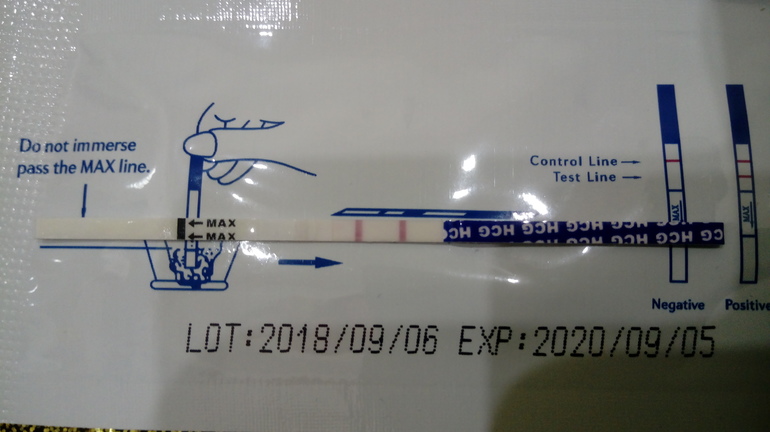 Do not immerse
pass the MAX line.
Control Line →
Test Line →
MAX
MAX
HCG HCG HCG HCG HCG HCG
MAX
MAX
Negative
Positive
LOT:2018/09/06 EXP:2020/09/05